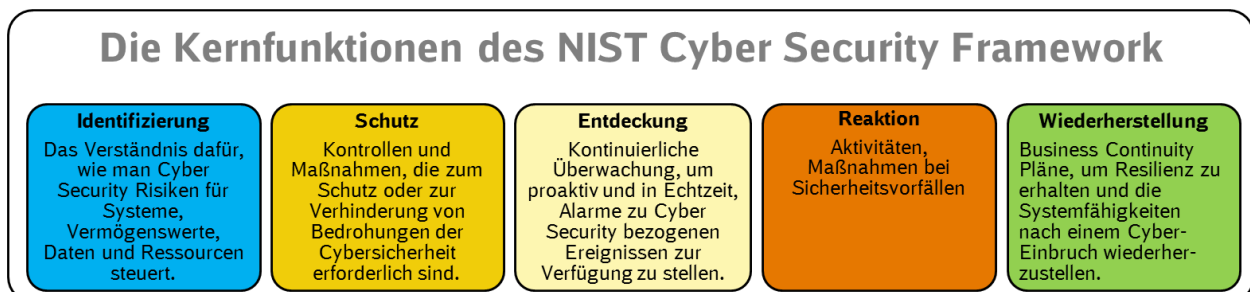 Die Kernfunktionen des NIST Cyber Security Framework
Identifizierung
Das Verständnis dafür,
wie man Cyber
Security Risiken für
Systeme,
Vermögenswerte,
Daten und Ressourcen
steuert.
Schutz
Kontrollen und
Maßnahmen, die zum
Schutz oder zur
Verhinderung von
Bedrohungen der
Cybersicherheit
erforderlich sind.
Entdeckung
Kontinuierliche
Überwachung, um
proaktiv und in Echtzeit,
Alarme zu Cyber
Security bezogenen
Ereignissen zur
Verfügung zu stellen.
Reaktion
Aktivitäten,
Maßnahmen bei
Sicherheitsvorfällen
Wiederherstellung
Business Continuity
Pläne, um Resilienz zu
erhalten und die
Systemfähigkeiten
nach einem Cyber-
Einbruch wiederher-
zustellen.